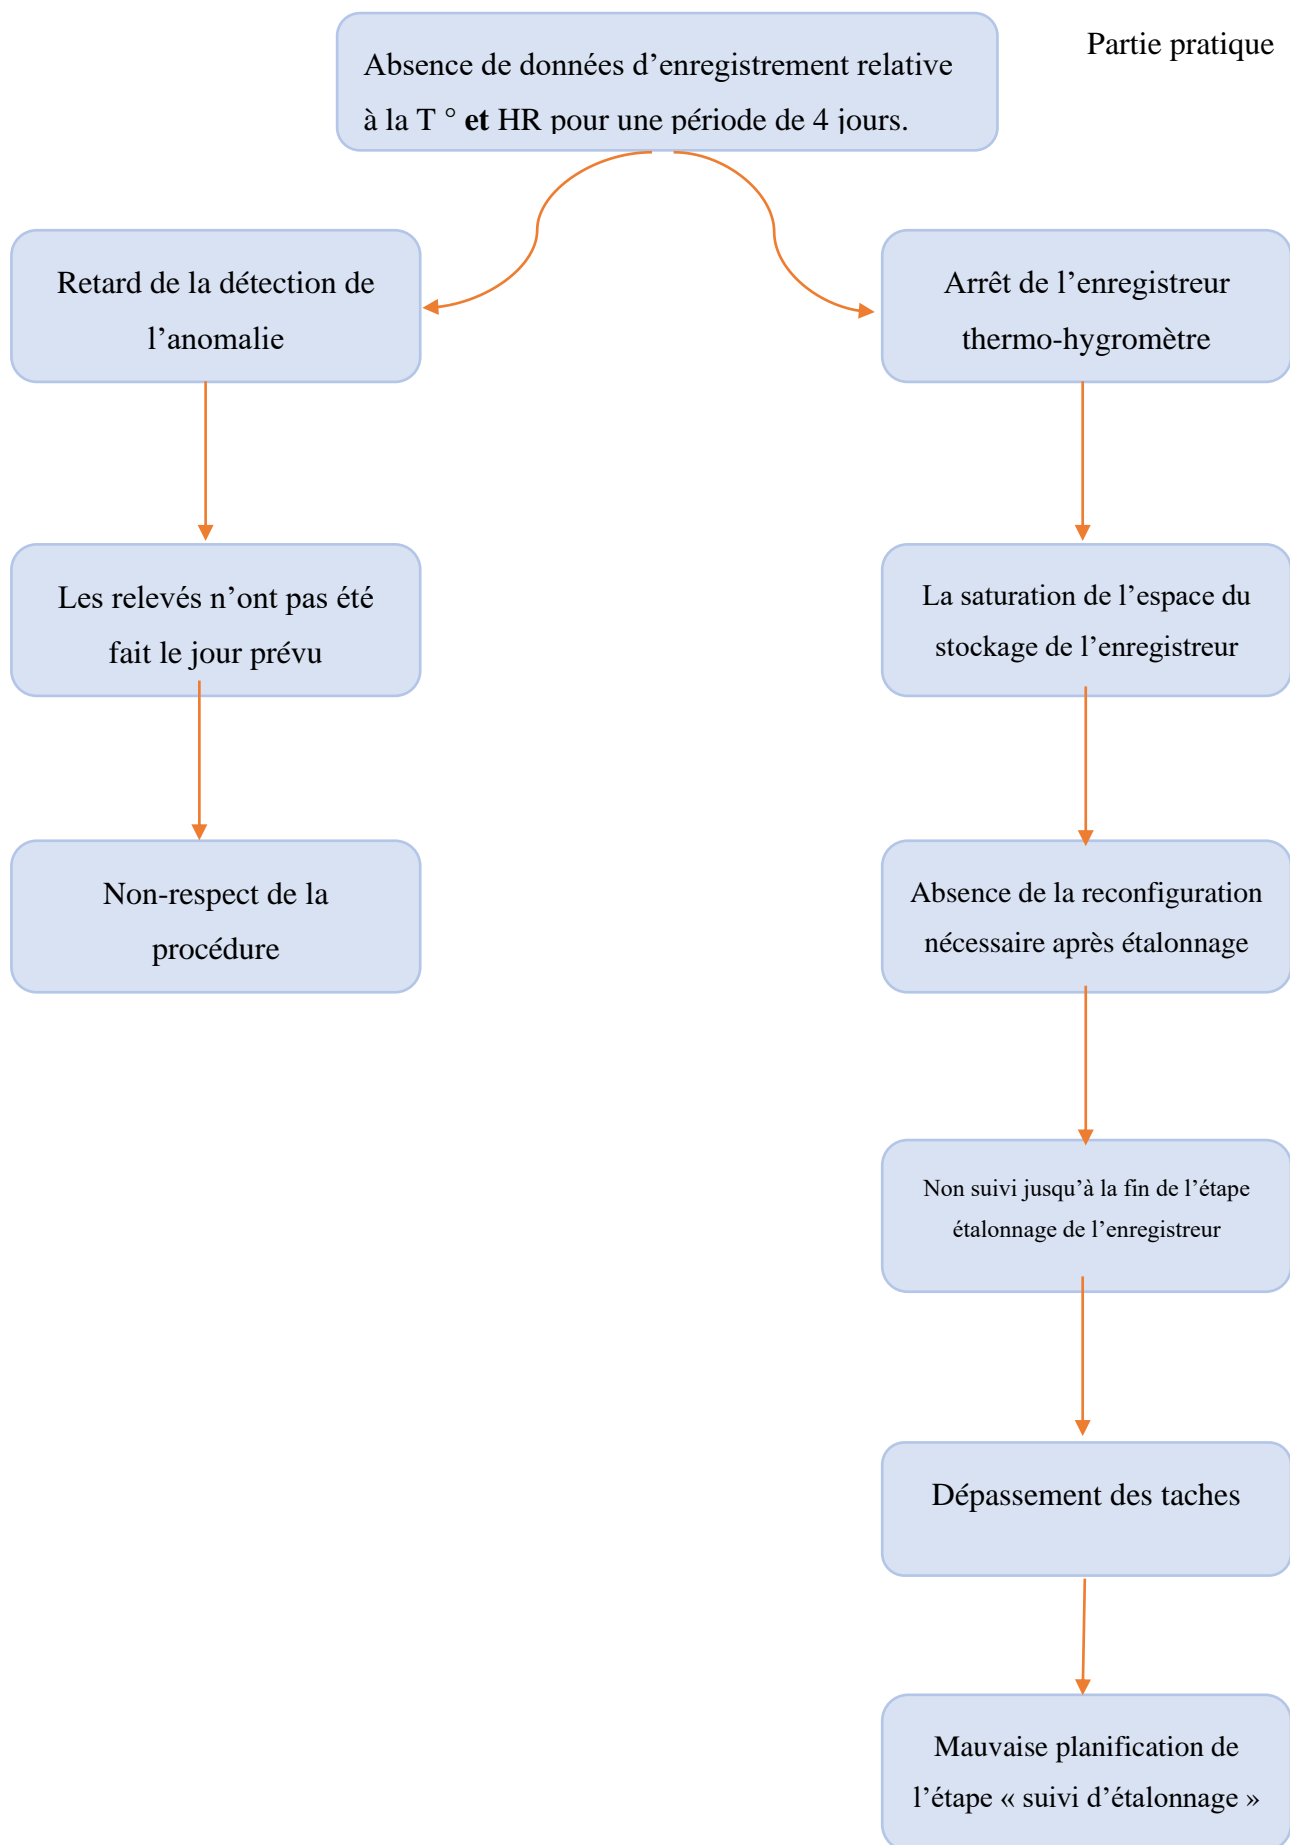 Partie pratique
Absence de données d’enregistrement relative
à la T ° et HR pour une période de 4 jours.
Retard de la détection de
l’anomalie
Arrêt de l’enregistreur
thermo-hygromètre
Les relevés n’ont pas été
fait le jour prévu
La saturation de l’espace du
stockage de l’enregistreur
Non-respect de la
procédure
Absence de la reconfiguration
nécessaire après étalonnage
Non suivi jusqu’à la fin de l’étape
étalonnage de l’enregistreur
Dépassement des taches
Mauvaise planification de
l’étape « suivi d’étalonnage »